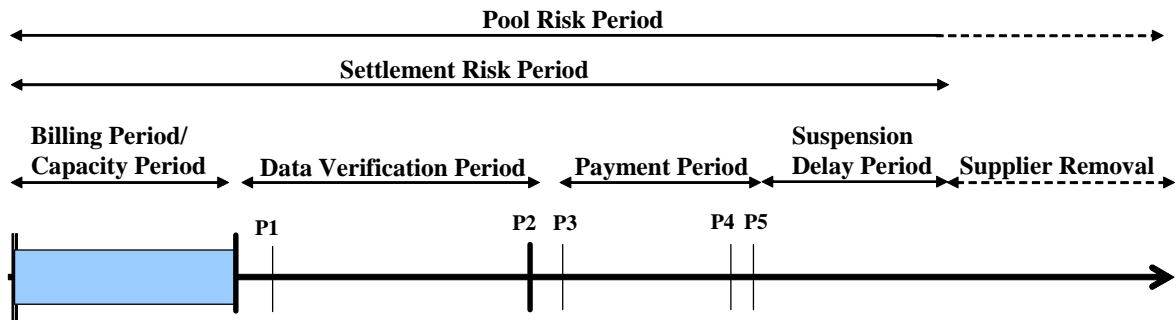 Pool Risk Period
Settlement Risk Period
Billing Period/
Capacity Period
Data Verification Period
Payment Period
Suspension
Delay Period
Supplier Removal
P1
P2
P3
P4
P5